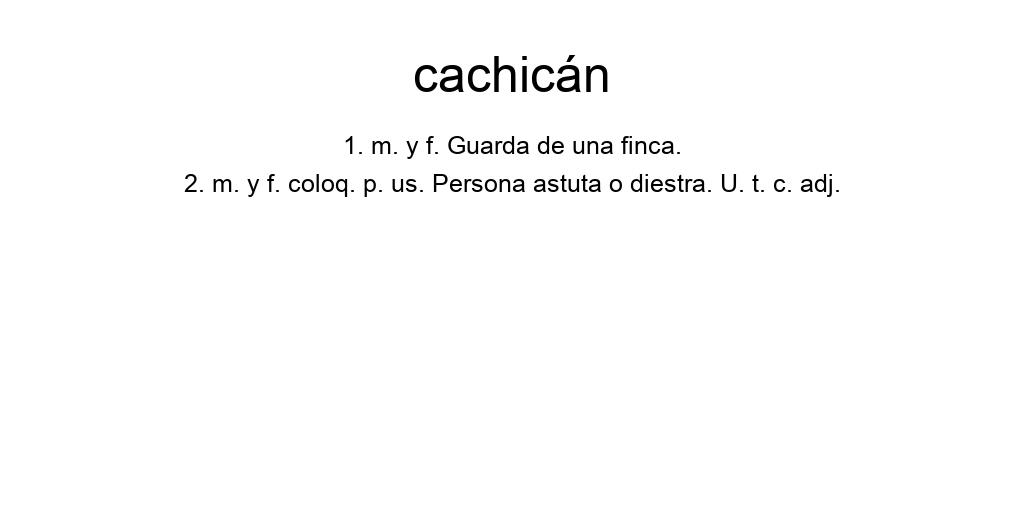 cachicán
1. m. y f. Guarda de una finca.
2. m. y f. coloq. p. us. Persona astuta o diestra. U. t. c. adj.